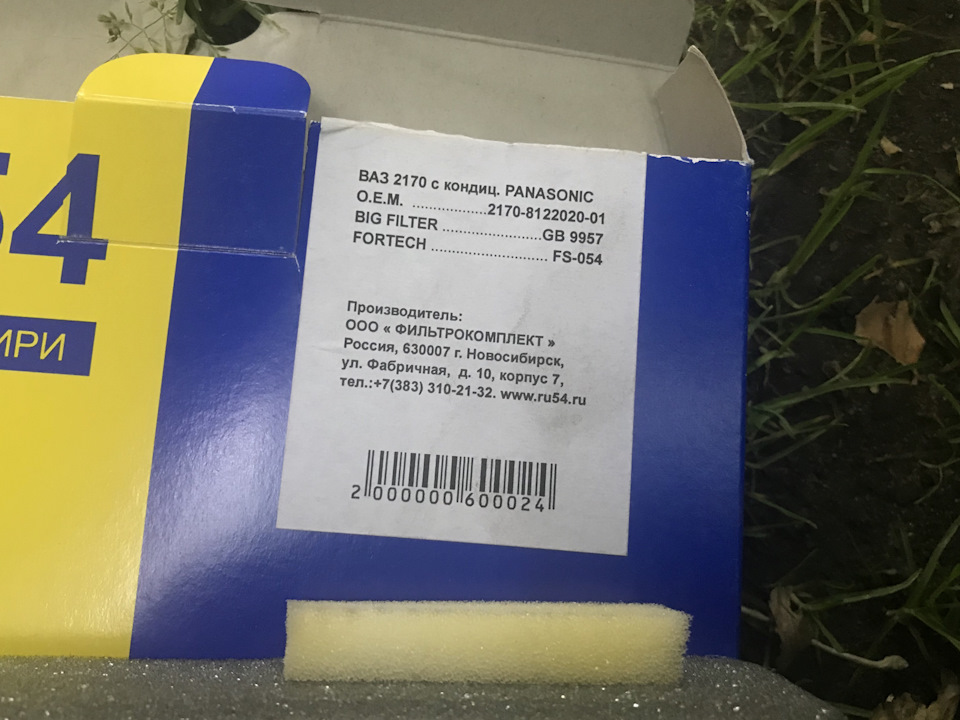 54
ИРИ
ВАЗ 2170 с кондиц. PANASONIC
O.E.M. ..................2170-8122020-01
BIG FILTER ........................GB 9957
FORTECH ............................ FS-054
Производитель:
ООО « ФИЛЬТРОКОМПЛЕКТ »
Россия, 630007 г. Новосибирск,
ул. Фабричная, д. 10, корпус 7,
тел.:+7(383) 310-21-32. www.ru54.ru
2 000000 600024